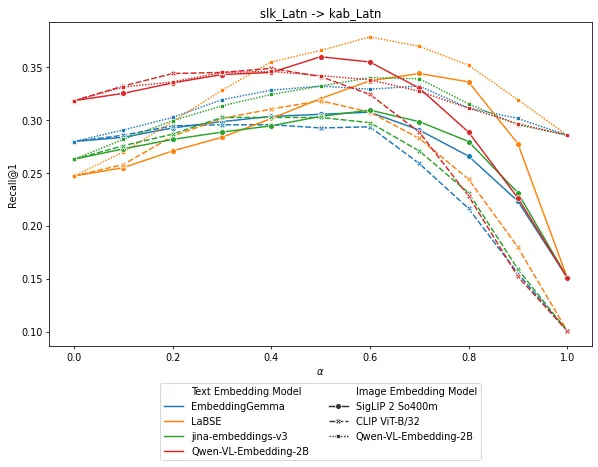 slk_Latn -> kab_Latn
Recall@1
0.35
0.30
0.25
0.20
0.15
0.10
0.0 0.2 0.4 0.6 0.8 1.0
α
Text Embedding Model
EmbeddingGemma
LaBSE
jina-embeddings-v3
Qwen-VL-Embedding-2B
Image Embedding Model
SigLIP 2 So400m
CLIP ViT-B/32
Qwen-VL-Embedding-2B